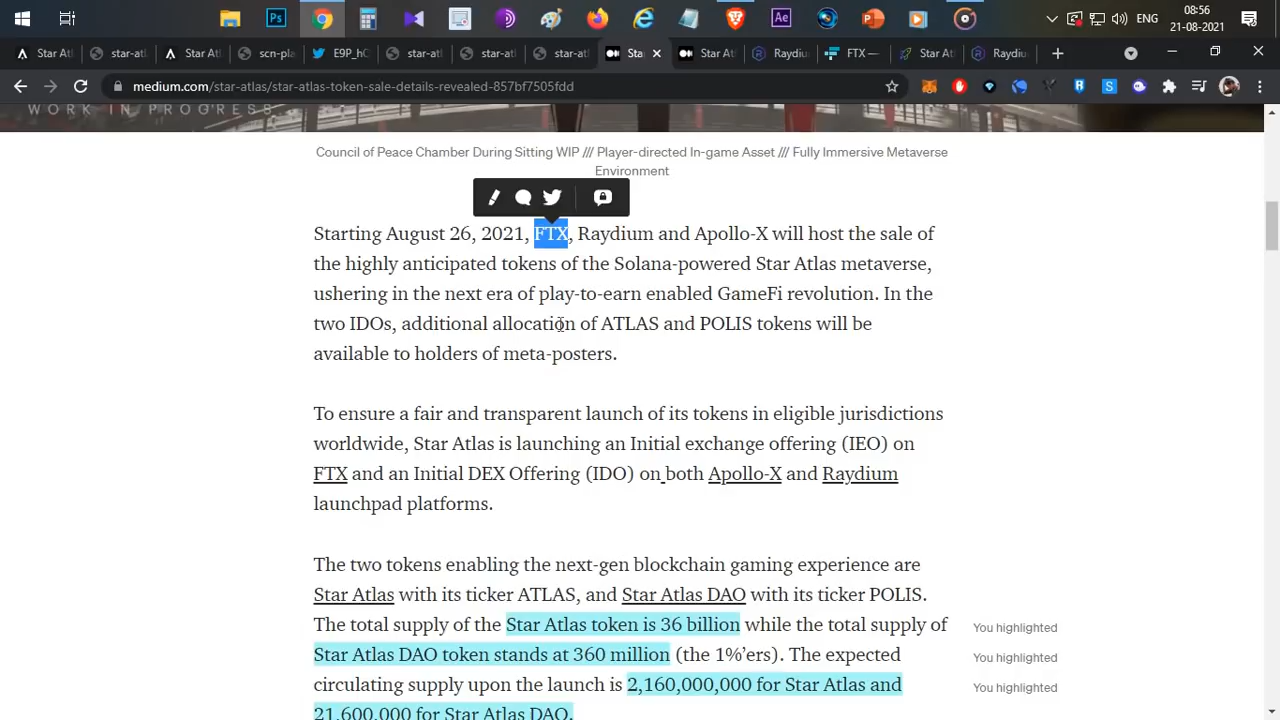 Ps
Ae
ENG
08:56
21-08-2021
Star Atl
star-atl
Star Atl
scn-pla
E9P_hC
star-atl
star-atl
star-atl
Sta
Star Atl
Raydiu
FTX —
Star Atl
Raydiu
medium.com/star-atlas/star-atlas-token-sale-details-revealed-857bf7505fdd
WORK IN PROGRESS
Council of Peace Chamber During Sitting WIP /// Player-directed In-game Asset /// Fully Immersive Metaverse
Environment
Starting August 26, 2021, FTX, Raydium and Apollo-X will host the sale of
the highly anticipated tokens of the Solana-powered Star Atlas metaverse,
ushering in the next era of play-to-earn enabled GameFi revolution. In the
two IDOs, additional allocation of ATLAS and POLIS tokens will be
available to holders of meta-posters.
To ensure a fair and transparent launch of its tokens in eligible jurisdictions
worldwide, Star Atlas is launching an Initial exchange offering (IEO) on
FTX and an Initial DEX Offering (IDO) on both Apollo-X and Raydium
launchpad platforms.
The two tokens enabling the next-gen blockchain gaming experience are
Star Atlas with its ticker ATLAS, and Star Atlas DAO with its ticker POLIS.
The total supply of the Star Atlas token is 36 billion while the total supply of
You highlighted
Star Atlas DAO token stands at 360 million (the 1%'ers). The expected
You highlighted
circulating supply upon the launch is 2,160,000,000 for Star Atlas and
You highlighted
21,600,000 for Star Atlas DAO.